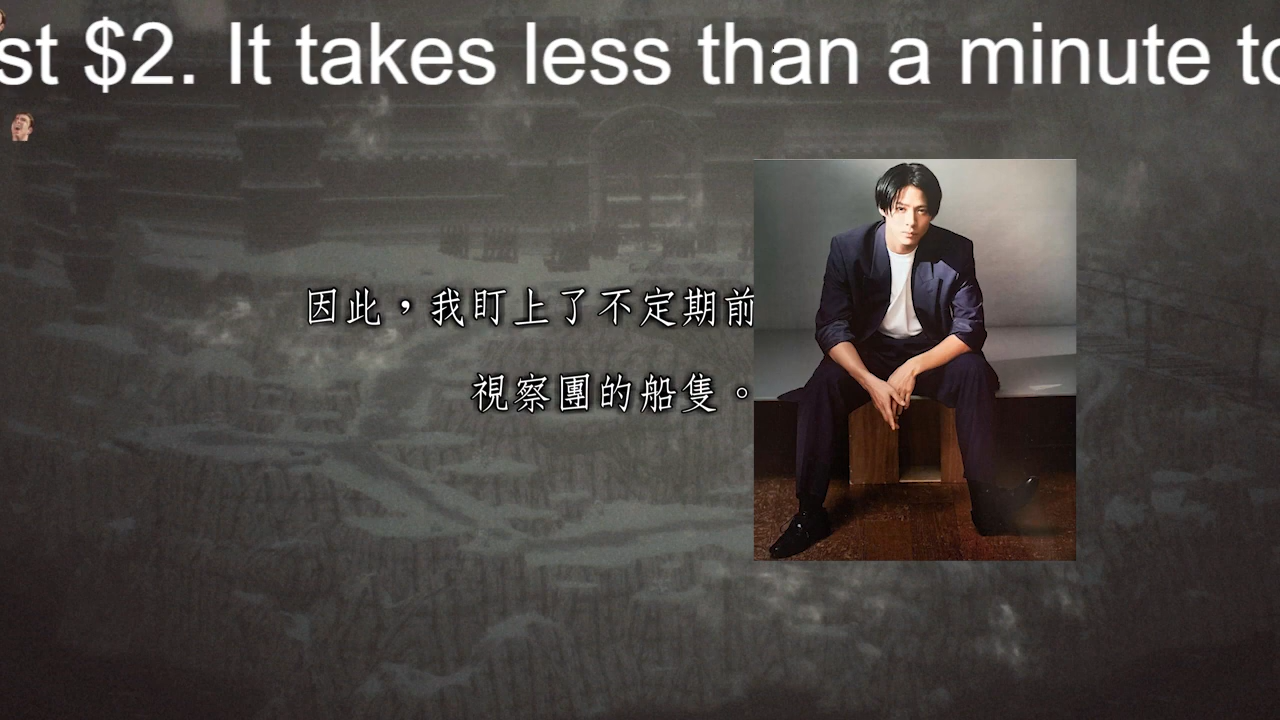 st $2. It takes less than a minute to
因此，我盯上了不定期前
視察團的船隻。